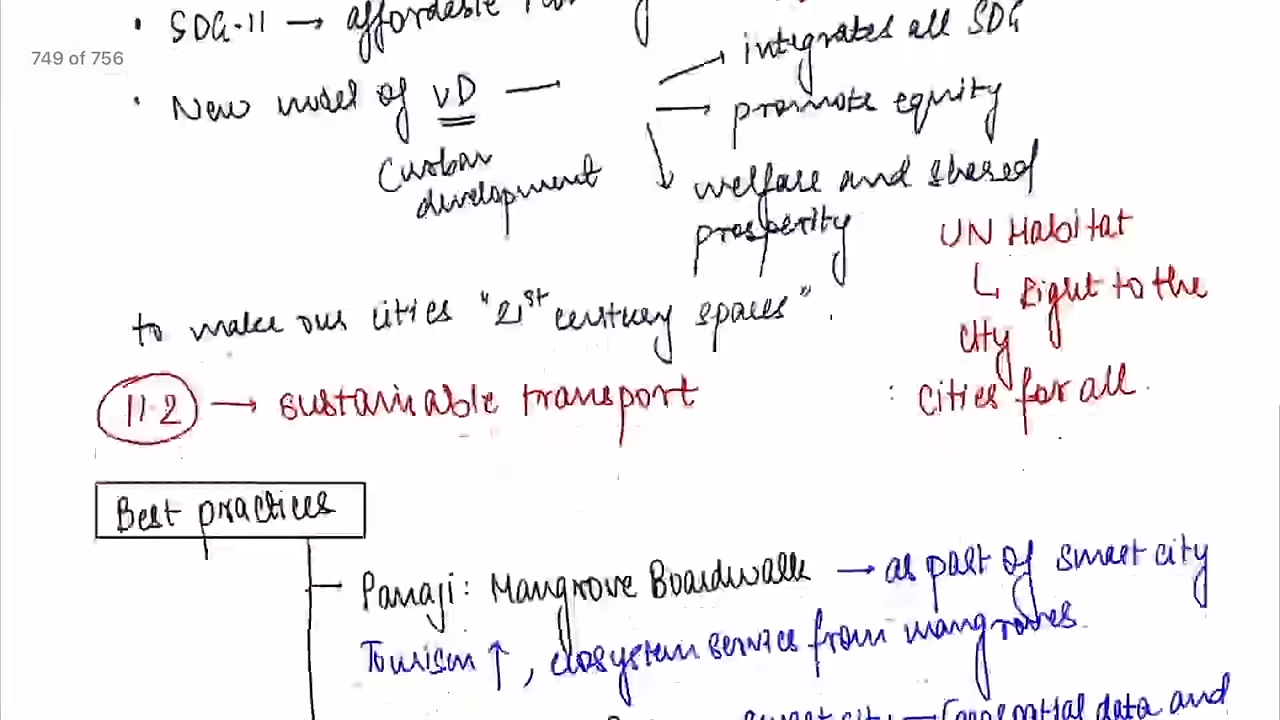 • SDG-11 → affordable
749 of 756
• New model of UD →
→ integrates all SDG
→ promote equity
(urban
development
→ welfare and shared
prosperity
UN Habitat
↳ Right to the
city
: Cities for all.
to make our cities "21st century spaces".
11.2 → sustainable transport
Best practices
Panaji: Mangrove Boardwalk → as part of smart city
Tourism ↑, ecosystem services from mangroves.
smart city → Geospatial data and